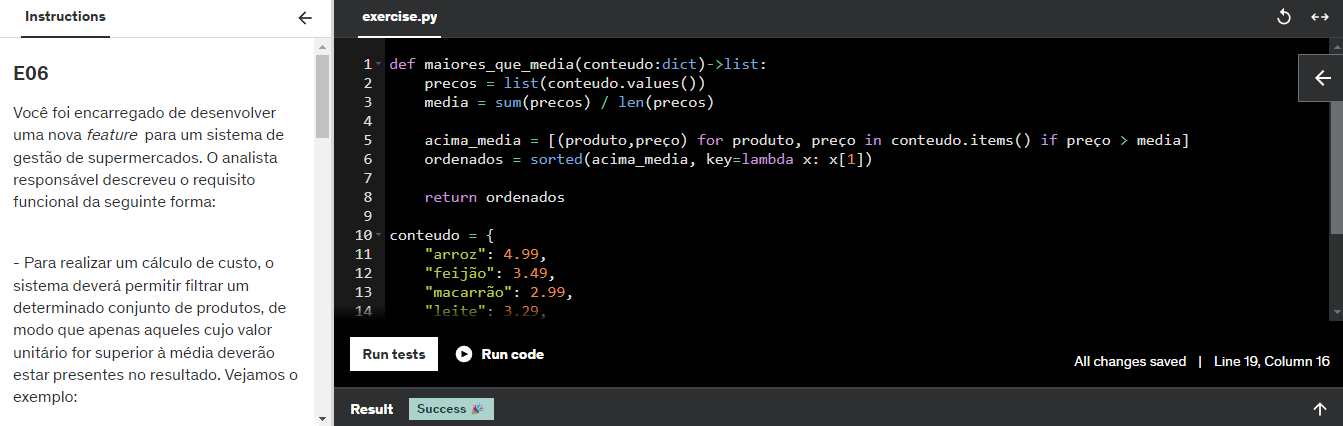 Instructions
E06
Você foi encarregado de desenvolver
uma nova feature para um sistema de
gestão de supermercados. O analista
responsável descreveu o requisito
funcional da seguinte forma:
- Para realizar um cálculo de custo, o
sistema deverá permitir filtrar um
determinado conjunto de produtos, de
modo que apenas aqueles cujo valor
unitário for superior à média deverão
estar presentes no resultado. Vejamos o
exemplo:
exercise.py
1 def maiores_que_media(conteudo:dict)->list:
2     precos = list(conteudo.values())
3     media = sum(precos) / len(precos)
4
5     acima_media = [(produto,preço) for produto, preço in conteudo.items() if preço > media]
6     ordenados = sorted(acima_media, key=lambda x: x[1])
7
8     return ordenados
9
10 conteudo = {
11     "arroz": 4.99,
12     "feijão": 3.49,
13     "macarrão": 2.99,
14     "leite": 3.29,
Run tests Run code
All changes saved | Line 19, Column 16
Result Success 🎉